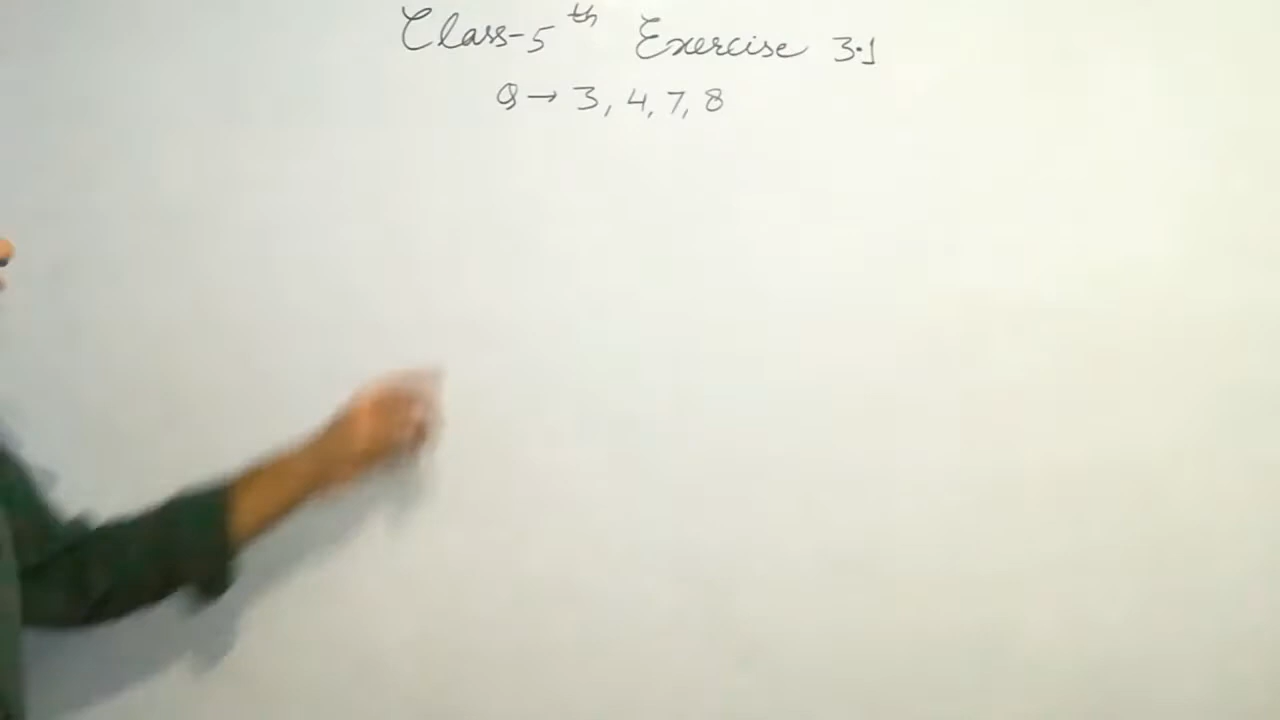 Class-5th Exercise 3.1
Q → 3, 4, 7, 8